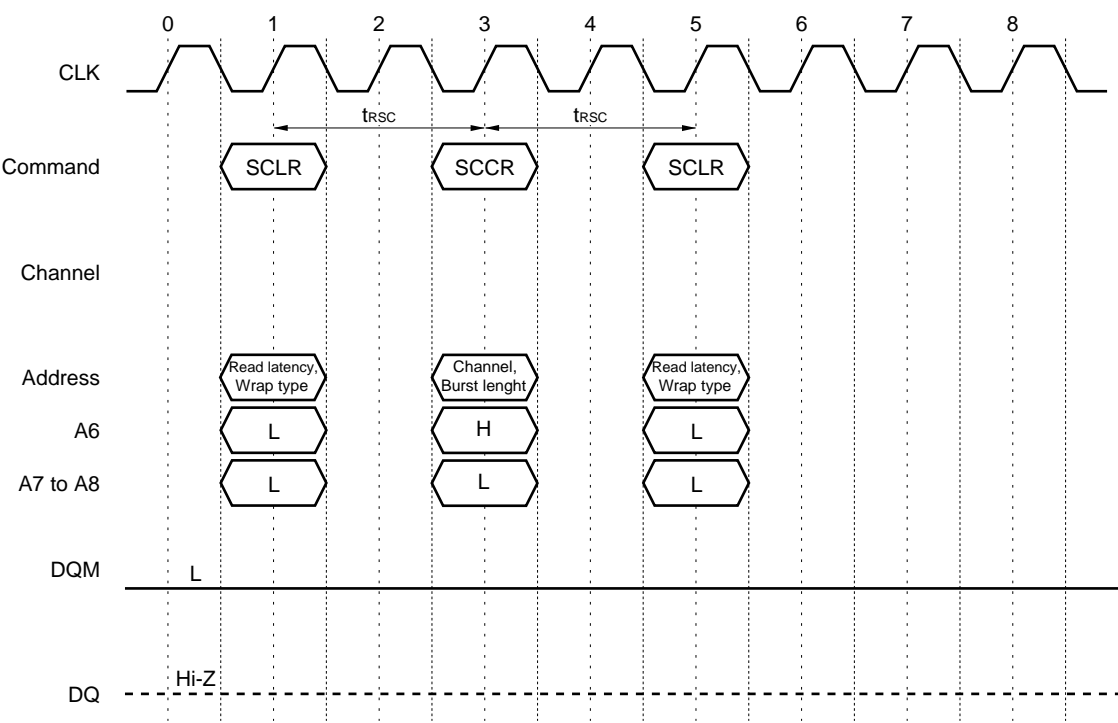 0 1 2 3 4 5 6 7 8
CLK
tRSC tRSC
Command SCLR SCCR SCLR
Channel
Address Read latency, Wrap type Channel, Burst lenght Read latency, Wrap type
A6 L H L
A7 to A8 L L L
DQM L
Hi-Z
DQ